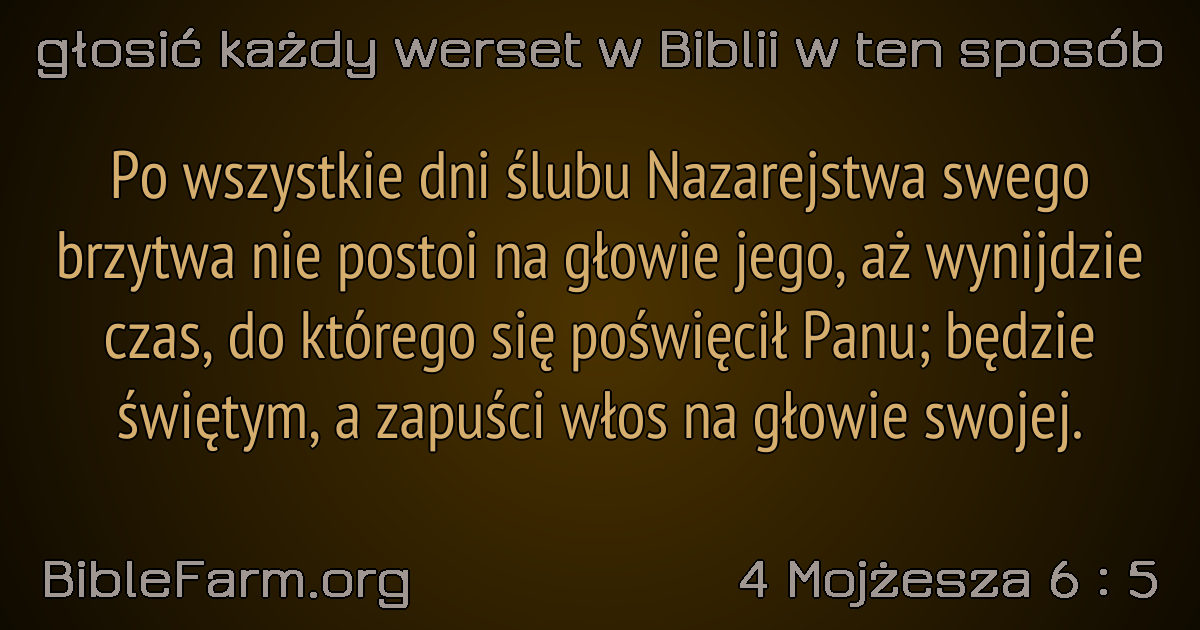 głosić każdy werset w Biblii w ten sposób
Po wszystkie dni ślubu Nazarejstwa swego
brzytwa nie postoi na głowie jego, aż wynijdzie
czas, do którego się poświęcił Panu; będzie
świętym, a zapuści włos na głowie swojej.
BibleFarm.org
4 Mojżesza 6 : 5